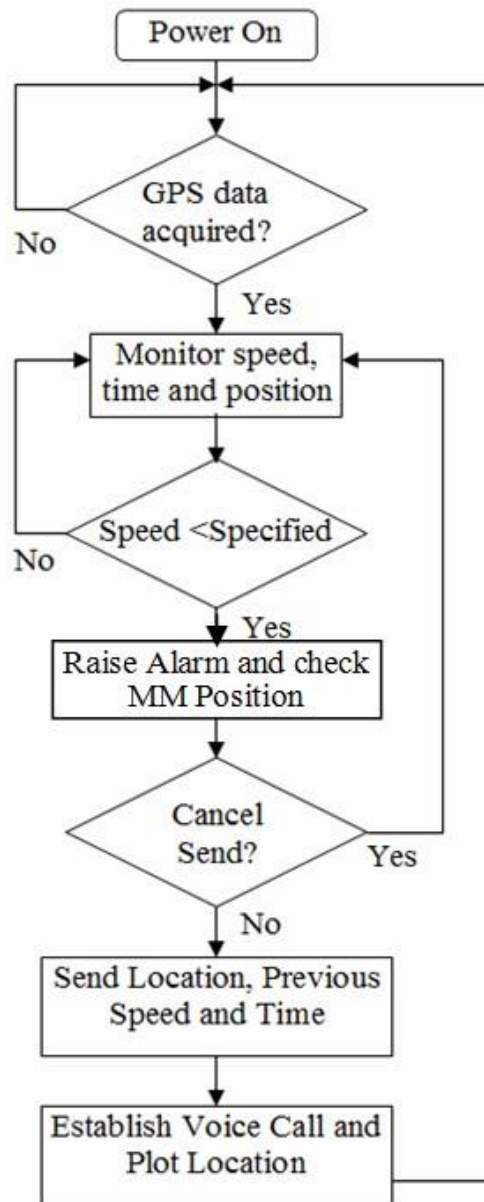 Power On
GPS data
acquired?
No
Yes
Monitor speed,
time and position
Speed <Specified
No
Yes
Raise Alarm and check
MM Position
Cancel
Send?
Yes
No
Send Location, Previous
Speed and Time
Establish Voice Call and
Plot Location